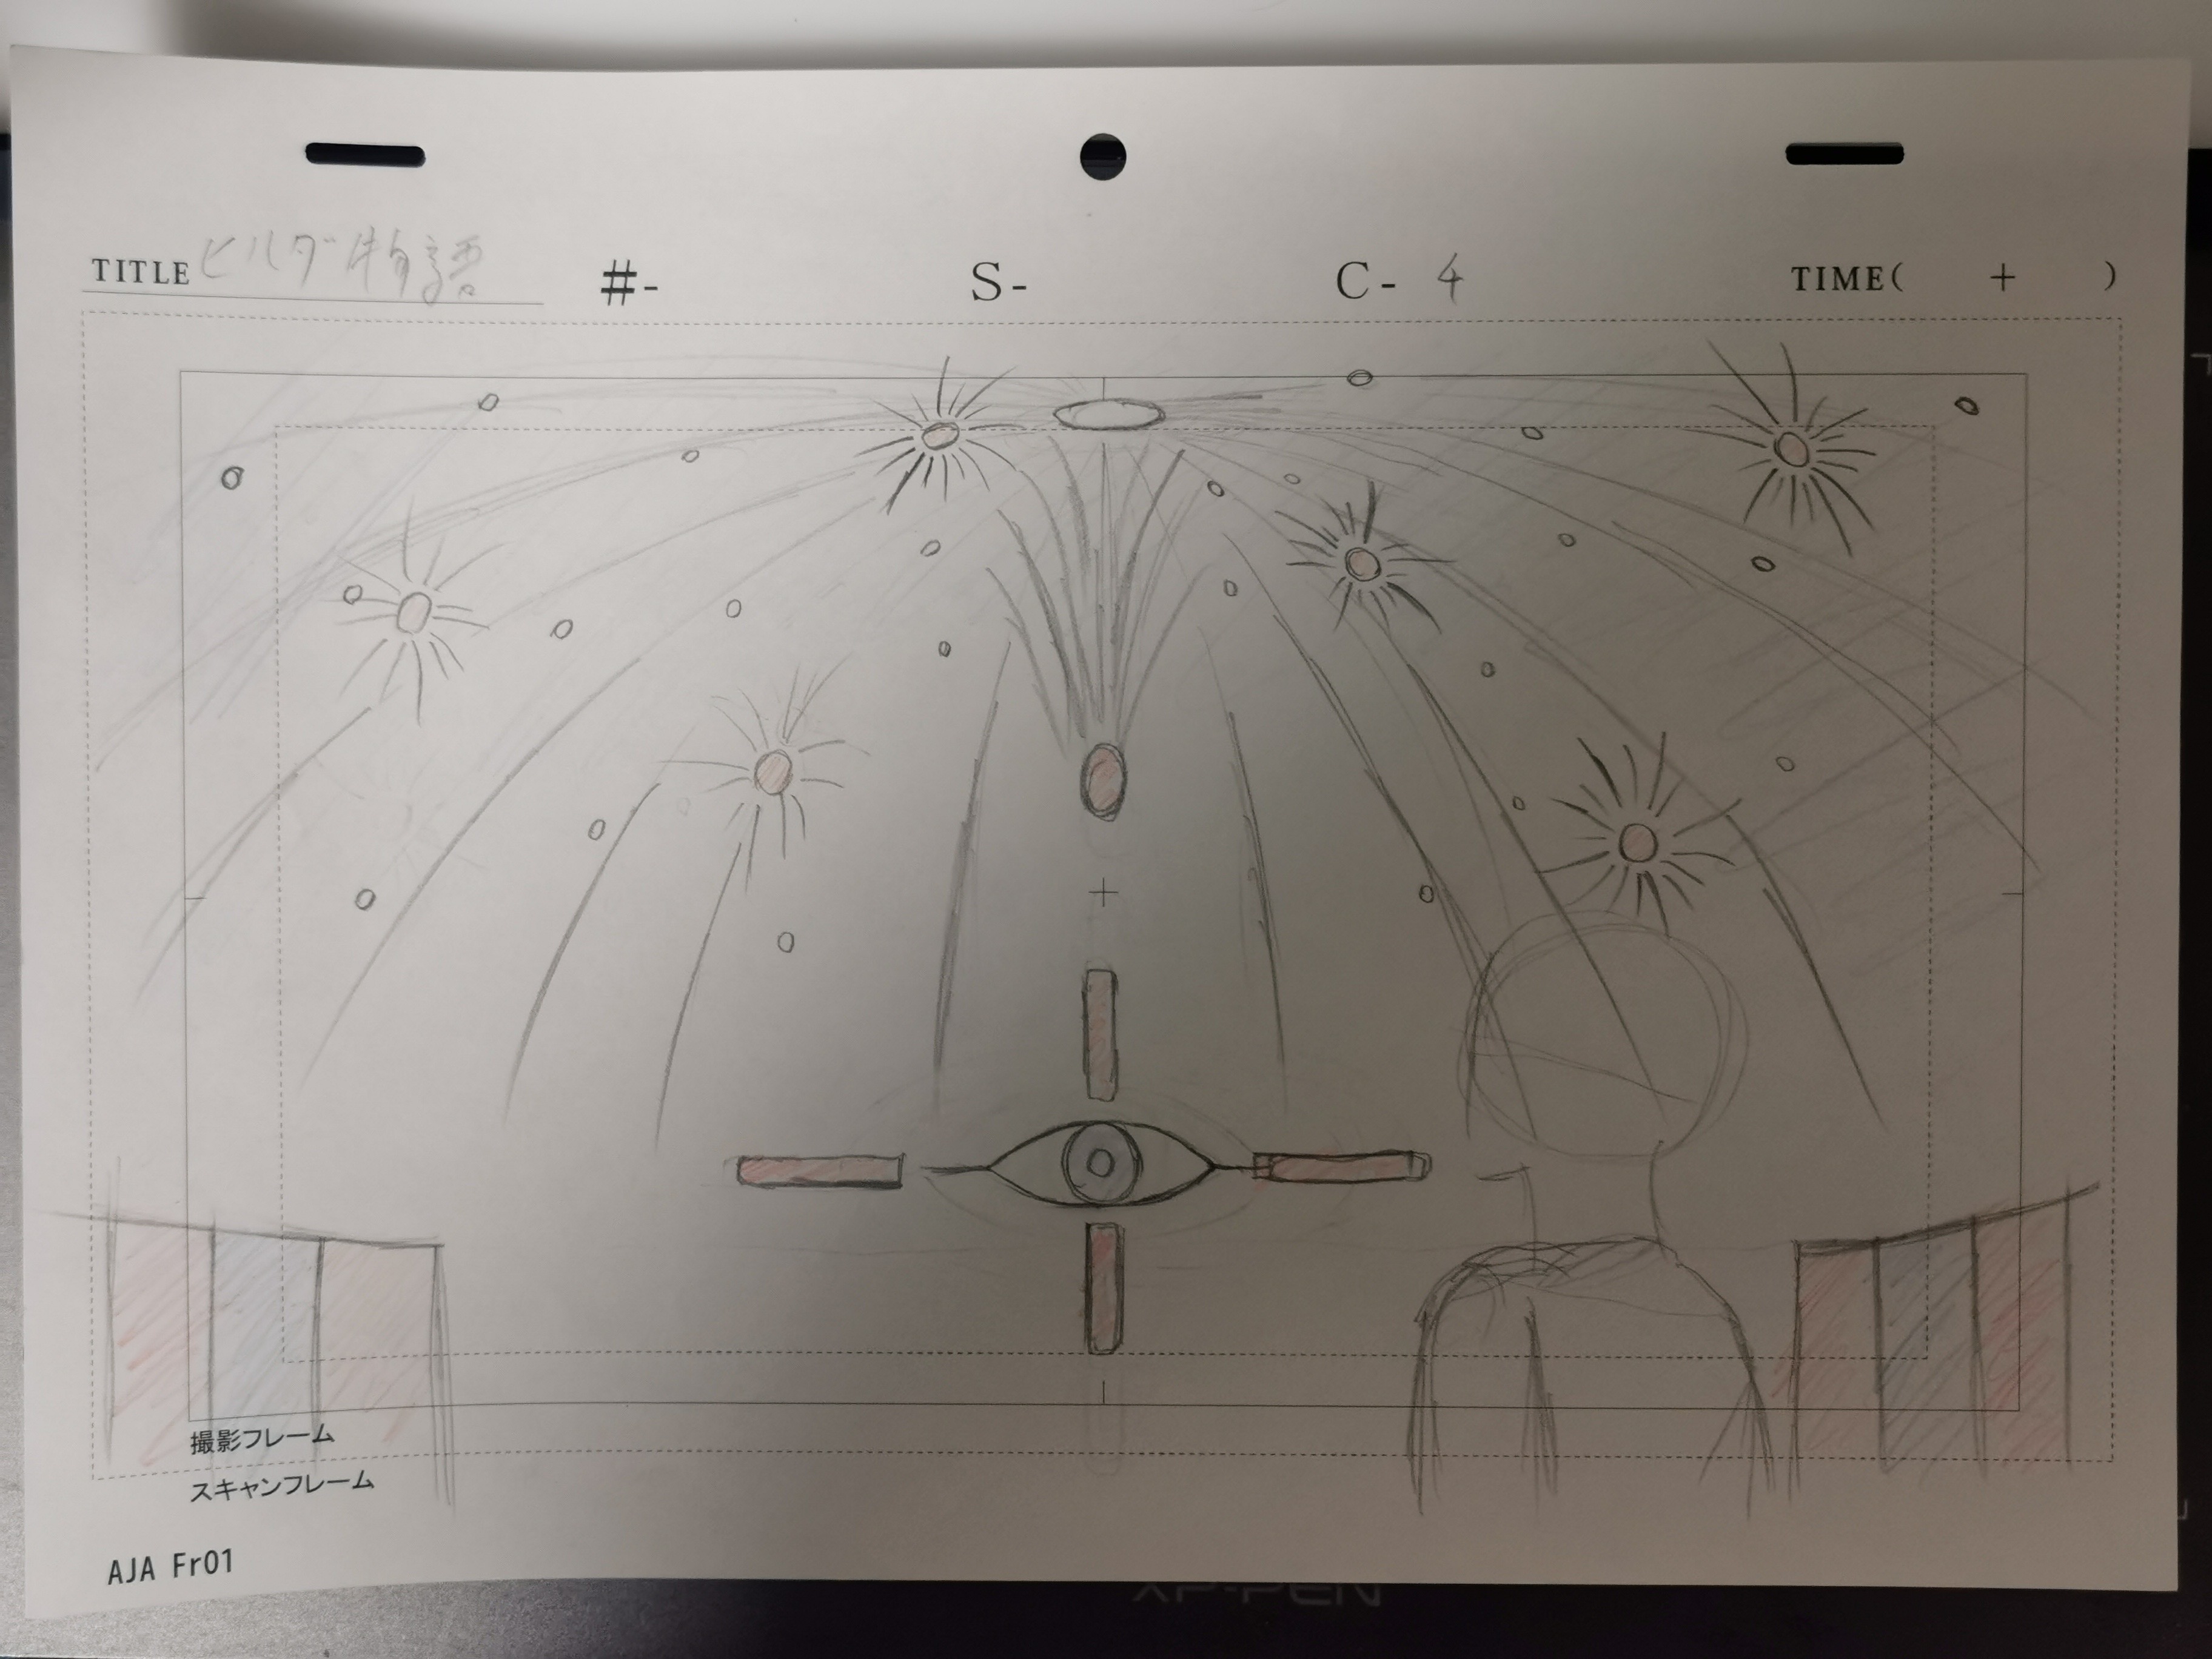 TITLE ヒルダ物語 #- S- C- 4 TIME( + )
撮影フレーム
スキャンフレーム
AJA Fr01
XP-PEN